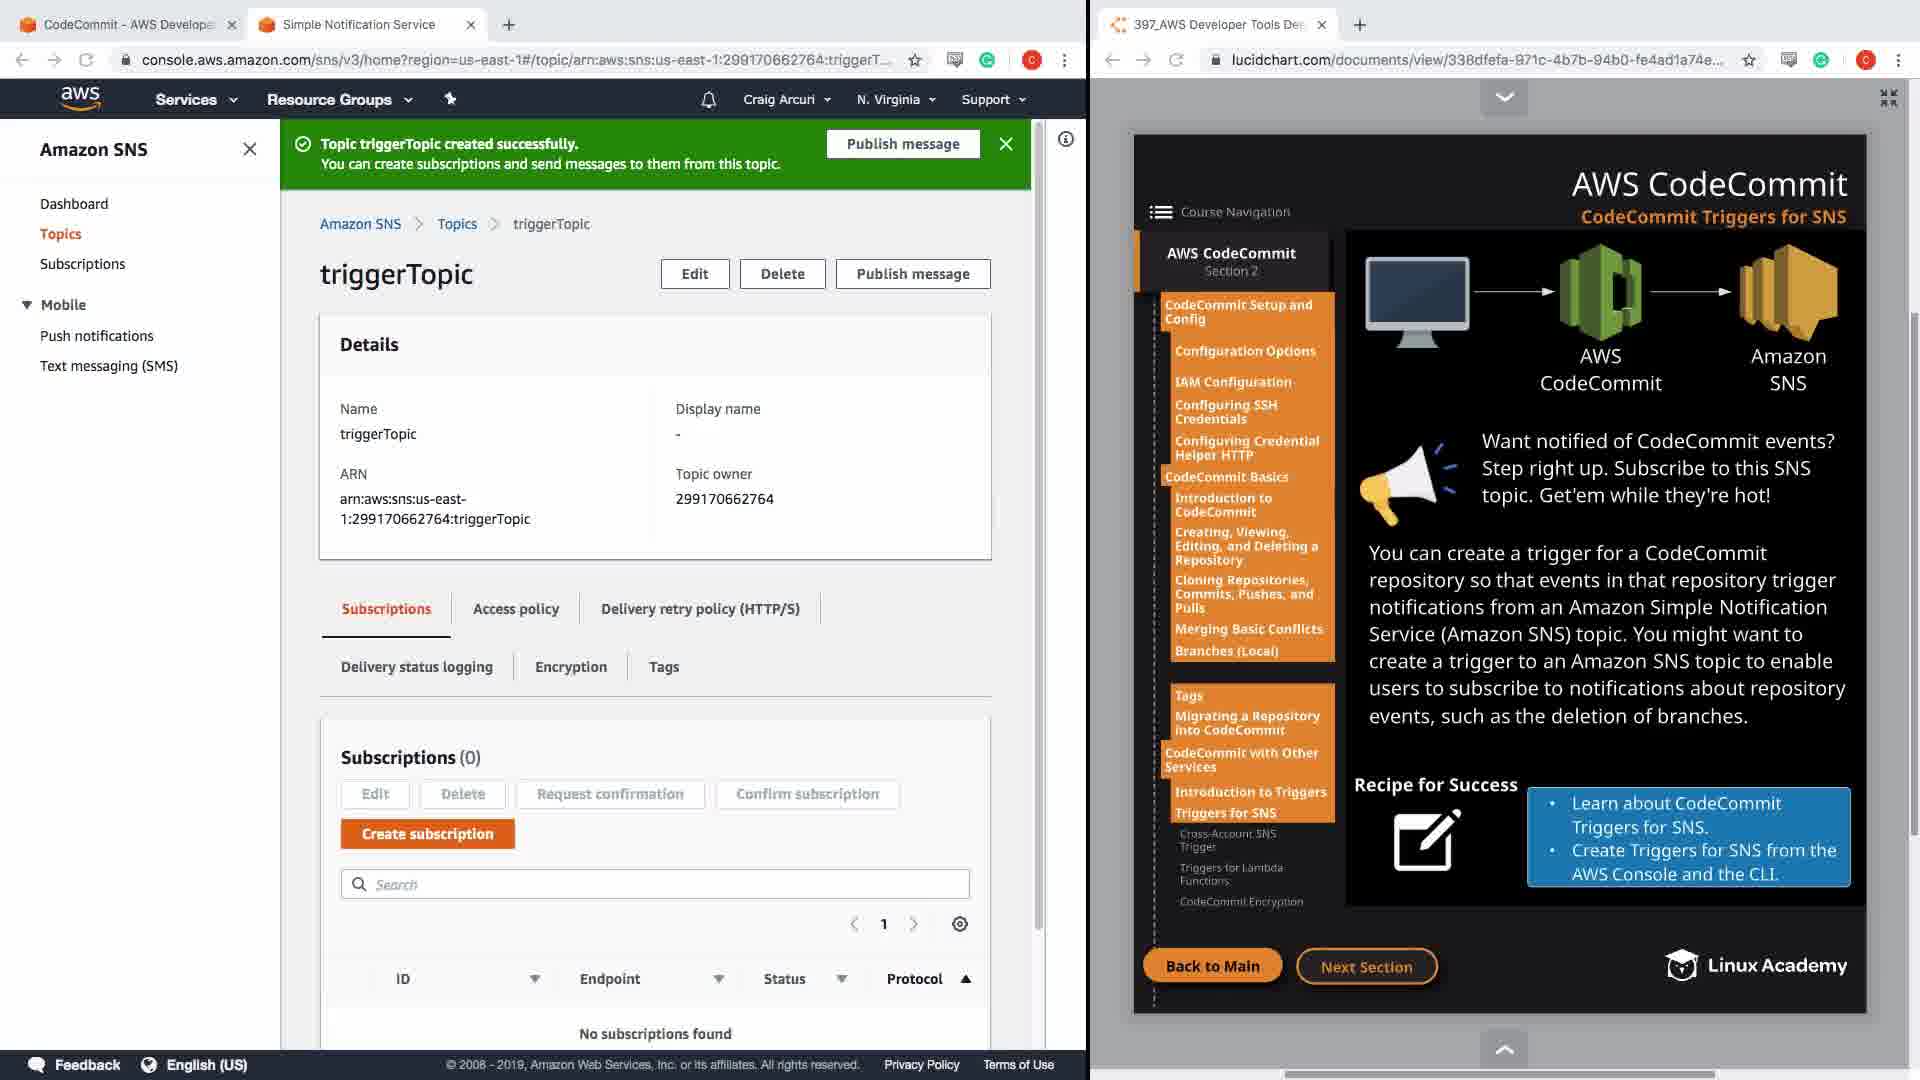 CodeCommit - AWS Develope
Simple Notification Service
console.aws.amazon.com/sns/v3/home?region=us-east-1#/topic/arn:aws:sns:us-east-1:299170662764:triggerT...
aws
Services
Resource Groups
Craig Arcuri
N. Virginia
Support
Amazon SNS
Dashboard
Topics
Subscriptions
Mobile
Push notifications
Text messaging (SMS)
Topic triggerTopic created successfully.
You can create subscriptions and send messages to them from this topic.
Publish message
Amazon SNS
Topics
triggerTopic
triggerTopic
Edit
Delete
Publish message
Details
Name
triggerTopic
Display name
-
ARN
arn:aws:sns:us-east-
1:299170662764:triggerTopic
Topic owner
299170662764
Subscriptions
Access policy
Delivery retry policy (HTTP/S)
Delivery status logging
Encryption
Tags
Subscriptions (0)
Edit
Delete
Request confirmation
Confirm subscription
Create subscription
Search
1
ID
Endpoint
Status
Protocol
No subscriptions found
Feedback
English (US)
© 2008 - 2019, Amazon Web Services, Inc. or its affiliates. All rights reserved.
Privacy Policy
Terms of Use
397_AWS Developer Tools Dee
lucidchart.com/documents/view/338dfefa-971c-4b7b-94b0-fe4ad1a74e...
C
C
AWS CodeCommit
CodeCommit Triggers for SNS
Course Navigation
AWS CodeCommit
Section 2
CodeCommit Setup and
Config
Configuration Options
IAM Configuration
Configuring SSH
Credentials
Configuring Credential
Helper HTTP
CodeCommit Basics
Introduction to
CodeCommit
Creating, Viewing,
Editing, and Deleting a
Repository
Cloning Repositories,
Commits, Pushes, and
Pulls
Merging Basic Conflicts
Branches (Local)
Tags
Migrating a Repository
into CodeCommit
CodeCommit with Other
Services
Introduction to Triggers
Triggers for SNS
Cross-Account SNS
Trigger
Triggers for Lambda
Functions
CodeCommit Encryption
AWS
CodeCommit
Amazon
SNS
Want notified of CodeCommit events?
Step right up. Subscribe to this SNS
topic. Get'em while they're hot!
You can create a trigger for a CodeCommit
repository so that events in that repository trigger
notifications from an Amazon Simple Notification
Service (Amazon SNS) topic. You might want to
create a trigger to an Amazon SNS topic to enable
users to subscribe to notifications about repository
events, such as the deletion of branches.
Recipe for Success
• Learn about CodeCommit
Triggers for SNS.
• Create Triggers for SNS from the
AWS Console and the CLI.
Back to Main
Next Section
Linux Academy